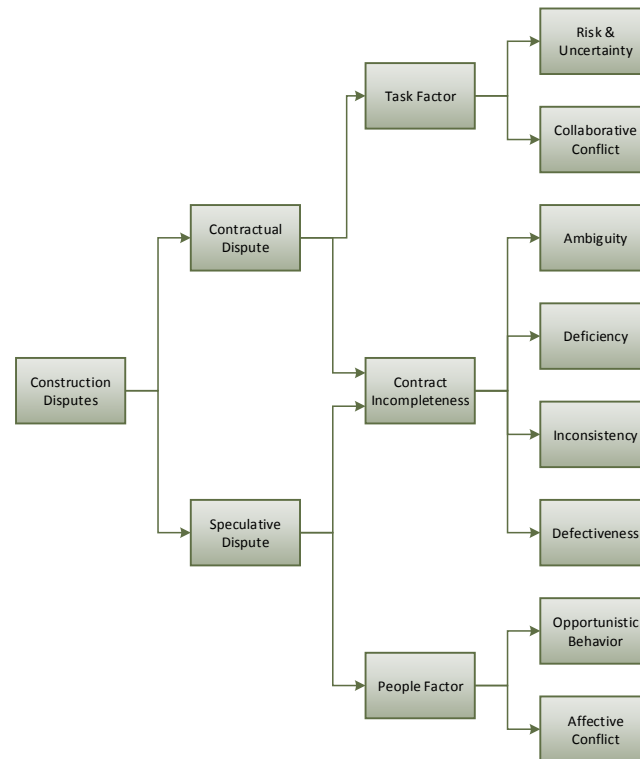 Risk &
Uncertainty
Task Factor
Collaborative
Conflict
Contractual
Dispute
Ambiguity
Deficiency
Construction
Disputes
Contract
Incompleteness
Inconsistency
Speculative
Dispute
Defectiveness
Opportunistic
Behavior
People Factor
Affective
Conflict